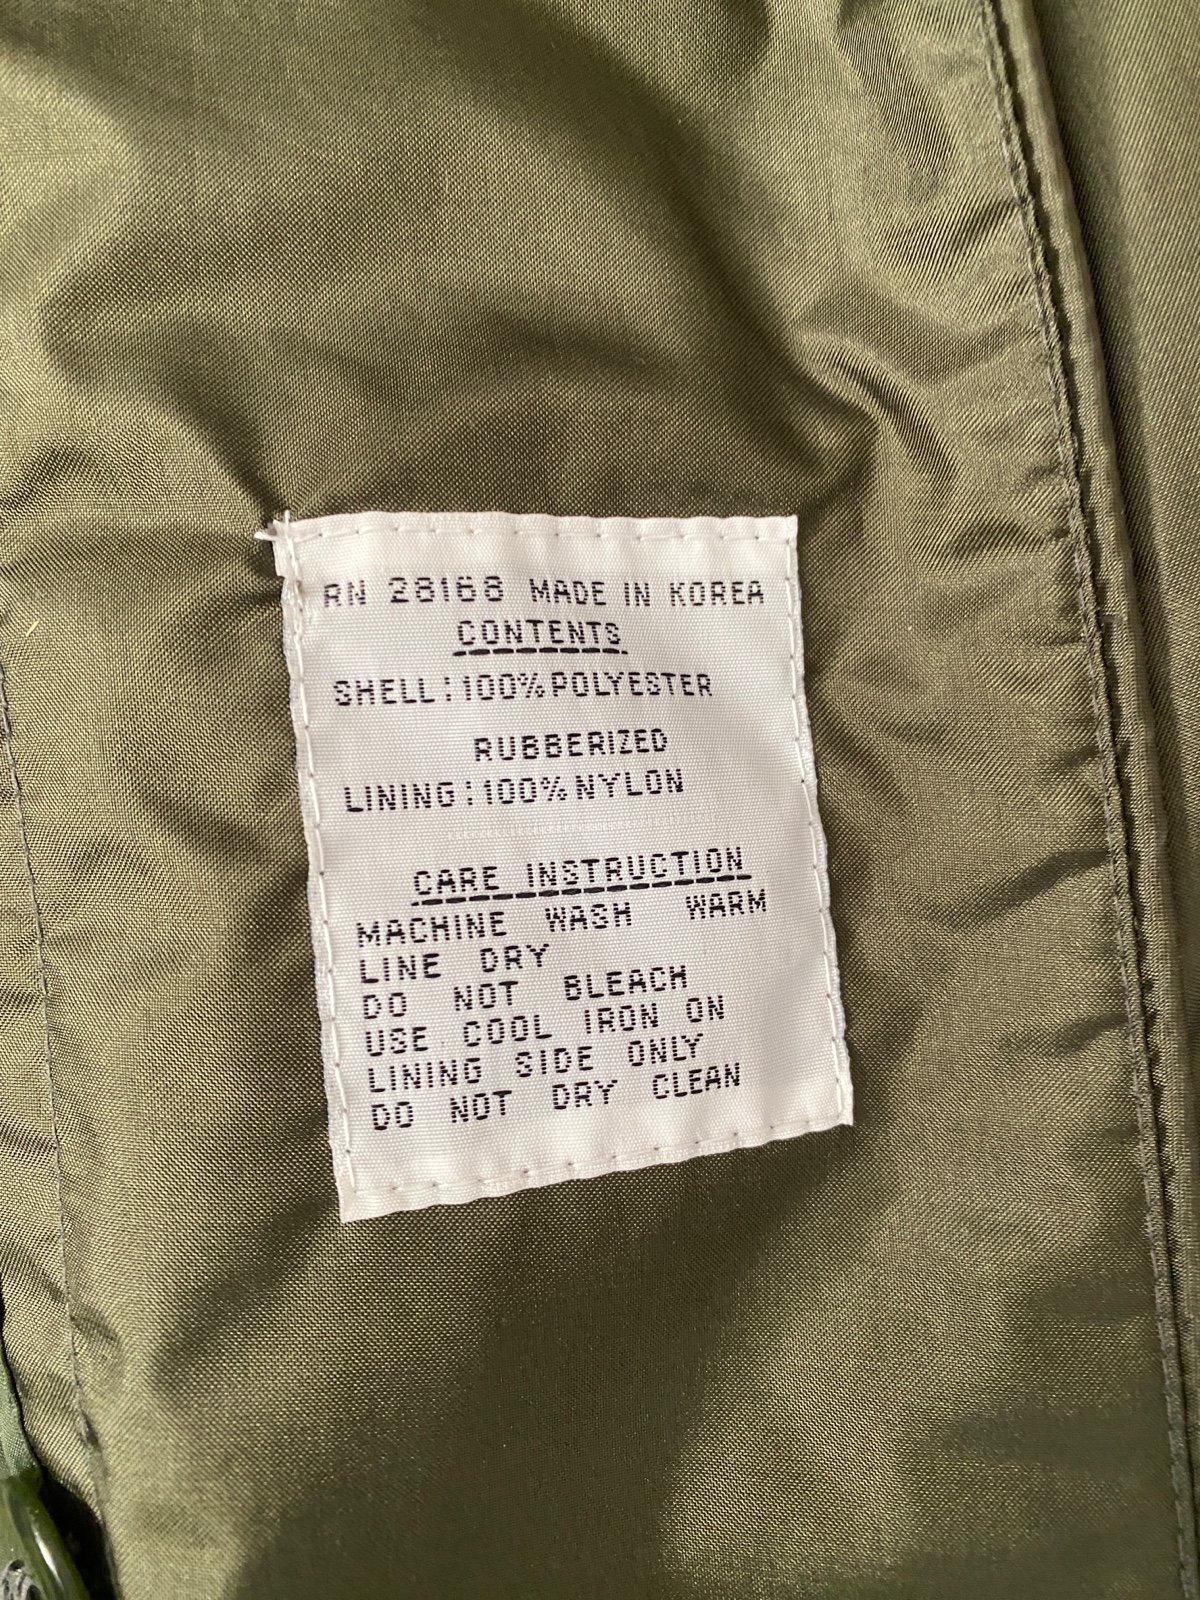 RN 28168 MADE IN KOREA
CONTENTS
SHELL:100%POLYESTER
RUBBERIZED
LINING:100%NYLON
CARE INSTRUCTION
MACHINE WASH WARM
LINE DRY
DO NOT BLEACH
USE COOL IRON ON
LINING SIDE ONLY
DO NOT DRY CLEAN